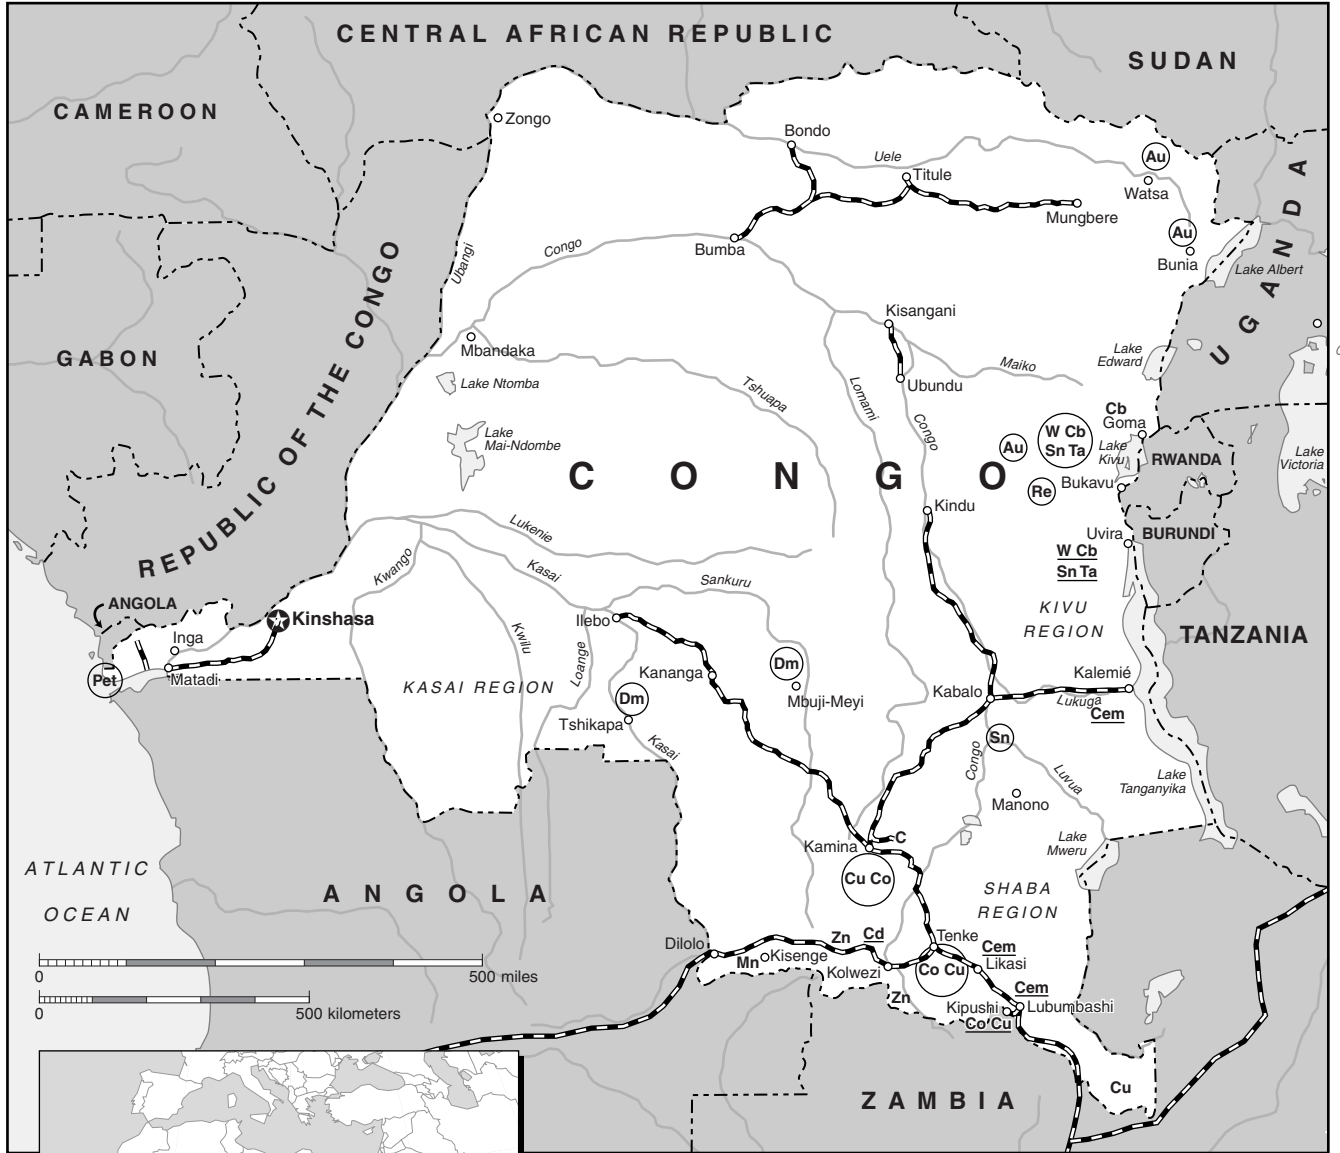 CENTRAL AFRICAN REPUBLIC
SUDAN
CAMEROON
Zongo
Bondo
Uele
Au
Titule
Watsa
Mungbere
UGANDA
Au
Bunia
Lake Albert
Bumba
Congo
Ubangi
REPUBLIC OF THE CONGO
GABON
Kisangani
Mbandaka
Lake Ntomba
Tshuapa
Lomami
Ubundu
Maiko
Lake
Edward
Congo
Cb
Goma
W Cb
Sn Ta
Au
Lake
Kivu
Lake
Victoria
RWANDA
Lake
Mai-Ndombe
CONGO
Re
Bukavu
Kindu
Lukenie
Uvira
BURUNDI
W Cb
Sn Ta
Kwango
Kasai
Sankuru
ANGOLA
Inga
Kinshasa
Ilebo
KIVU
REGION
TANZANIA
Kwilu
Loange
Pet
Matadi
KASAI REGION
Kananga
Dm
Mbuji-Meyi
Dm
Tshikapa
Kasai
Kabalo
Kalemié
Lukuga
Cem
Sn
Congo
Luvua
Lake
Tanganyika
Manono
Lake
Mweru
Kamina
C
Cu Co
SHABA
REGION
ATLANTIC
OCEAN
ANGOLA
Dilolo
Zn
Cd
Tenke
Cem
Mn
Kisenge
Kolwezi
Co Cu
Likasi
Zn
Cem
Kipushi
Lubumbashi
Co Cu
0
500 miles
0
500 kilometers
Cu
ZAMBIA